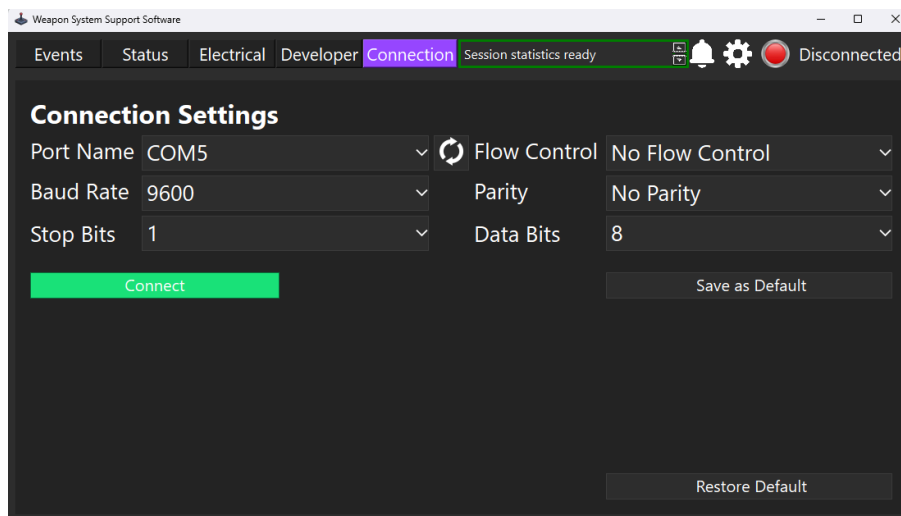 Weapon System Support Software
Events Status Electrical Developer Connection Session statistics ready Disconnected
Connection Settings
Port Name COM5 Flow Control No Flow Control
Baud Rate 9600 Parity No Parity
Stop Bits 1 Data Bits 8
Connect Save as Default
Restore Default